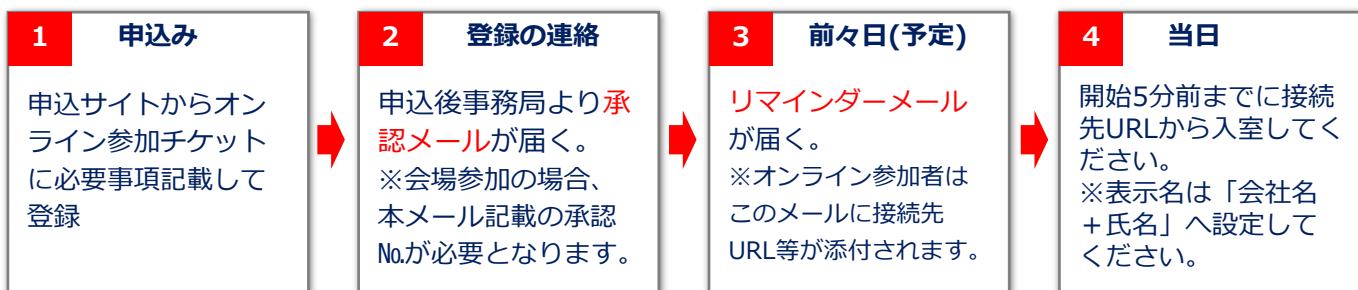 1 申込み
申込サイトからオン
ライン参加チケット
に必要事項記載して
登録
2 登録の連絡
申込後事務局より承
認メールが届く。
※会場参加の場合、
本メール記載の承認
№が必要となります。
3 前々日(予定)
リマインダーメール
が届く。
※オンライン参加者は
このメールに接続先
URL等が添付されます。
4 当日
開始5分前までに接続
先URLから入室してく
ださい。
※表示名は「会社名
＋氏名」へ設定して
ください。